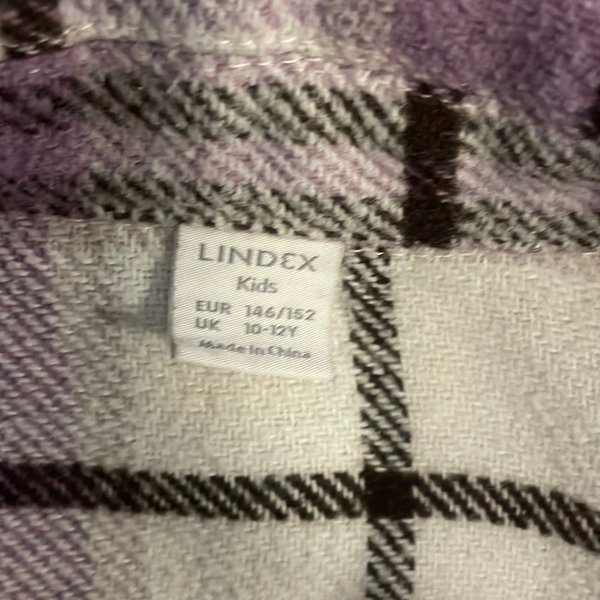 LINDEX
Kids
EUR 146/152
UK 10-12Y
Made in China